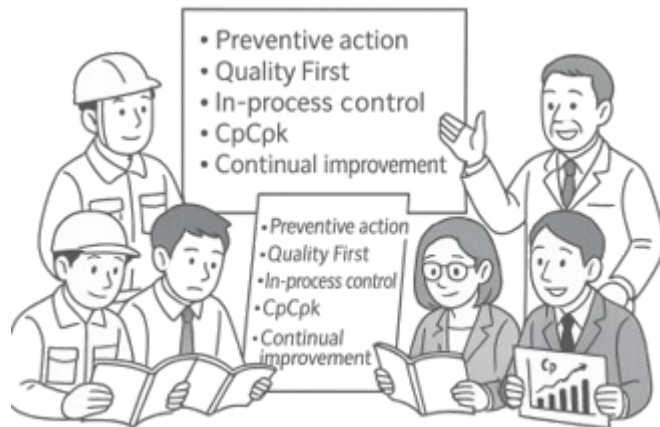 • Preventive action
• Quality First
• In-process control
• CpCpk
• Continual improvement
• Preventive action
• Quality First
• In-process control
• CpCpk
• Continual
improvement
Cp